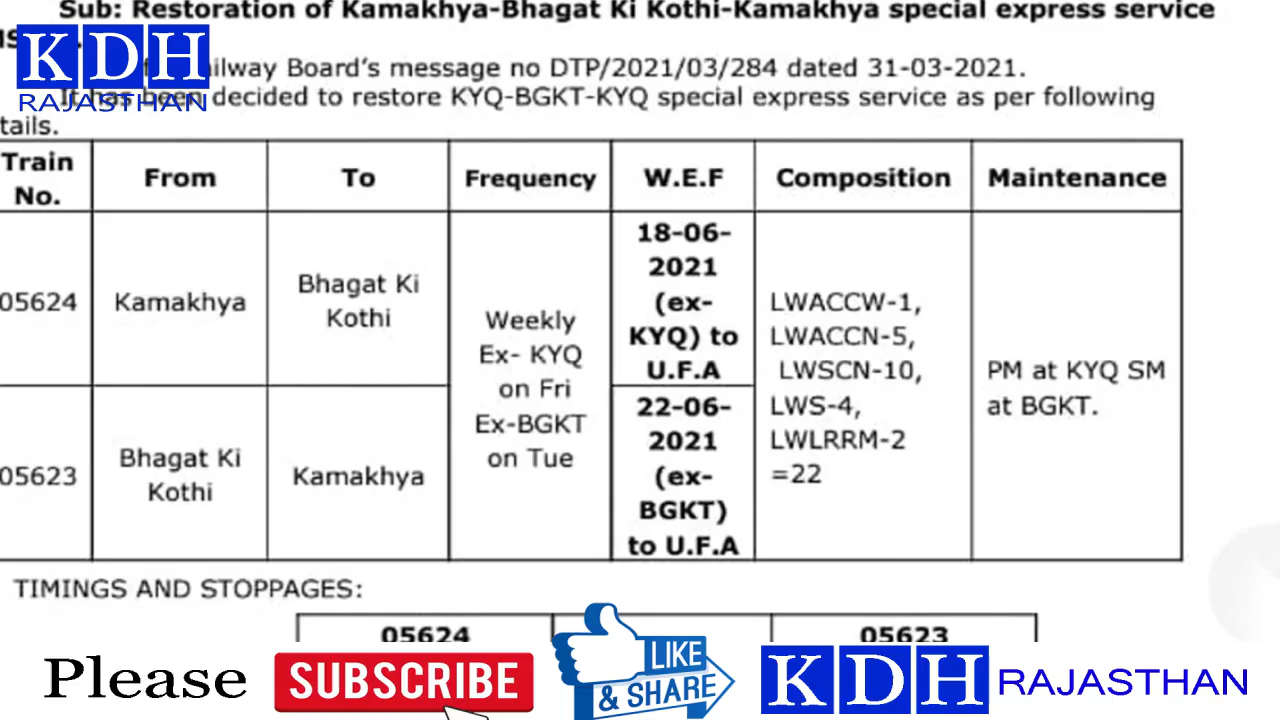 Sub: Restoration of Kamakhya-Bhagat Ki Kothi-Kamakhya special express service
KDH
RAJASTHAN
Railway Board's message no DTP/2021/03/284 dated 31-03-2021.
It has been decided to restore KYQ-BGKT-KYQ special express service as per following
tails.
Train No.
From
To
Frequency
W.E.F
Composition
Maintenance
05624
Kamakhya
Bhagat Ki
Kothi
Weekly
Ex- KYQ
on Fri
Ex-BGKT
on Tue
18-06-
2021
(ex-
KYQ) to
U.F.A
LWACCW-1,
LWACCN-5,
LWSCN-10,
LWS-4,
LWLRRM-2
=22
PM at KYQ SM
at BGKT.
05623
Bhagat Ki
Kothi
Kamakhya
22-06-
2021
(ex-
BGKT)
to U.F.A
TIMINGS AND STOPPAGES:
05624
05623
Please
SUBSCRIBE
LIKE
& SHARE
KDH RAJASTHAN